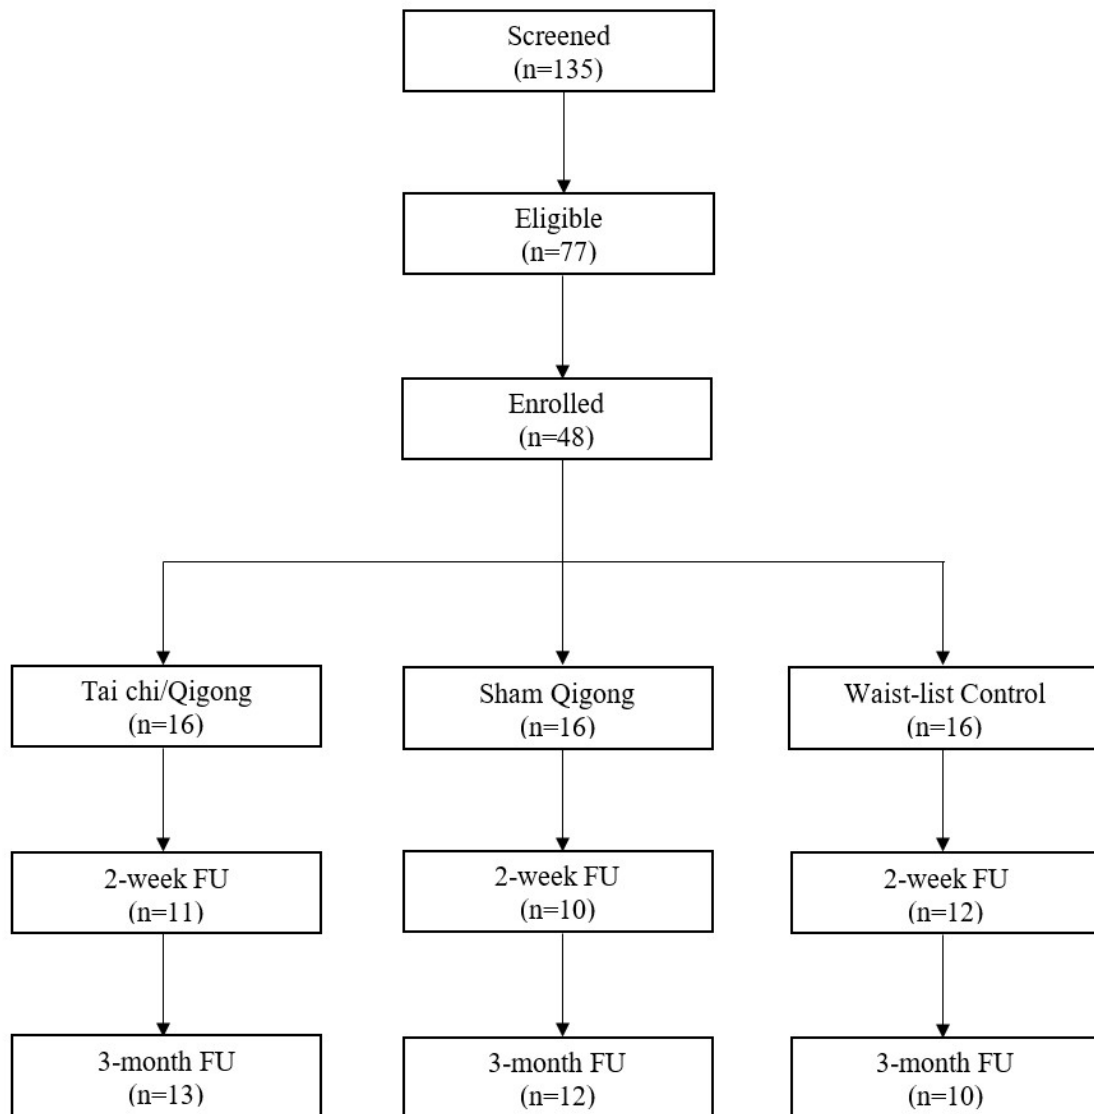 Screened
(n=135)
Eligible
(n=77)
Enrolled
(n=48)
Tai chi/Qigong
(n=16)
Sham Qigong
(n=16)
Waist-list Control
(n=16)
2-week FU
(n=11)
2-week FU
(n=10)
2-week FU
(n=12)
3-month FU
(n=13)
3-month FU
(n=12)
3-month FU
(n=10)